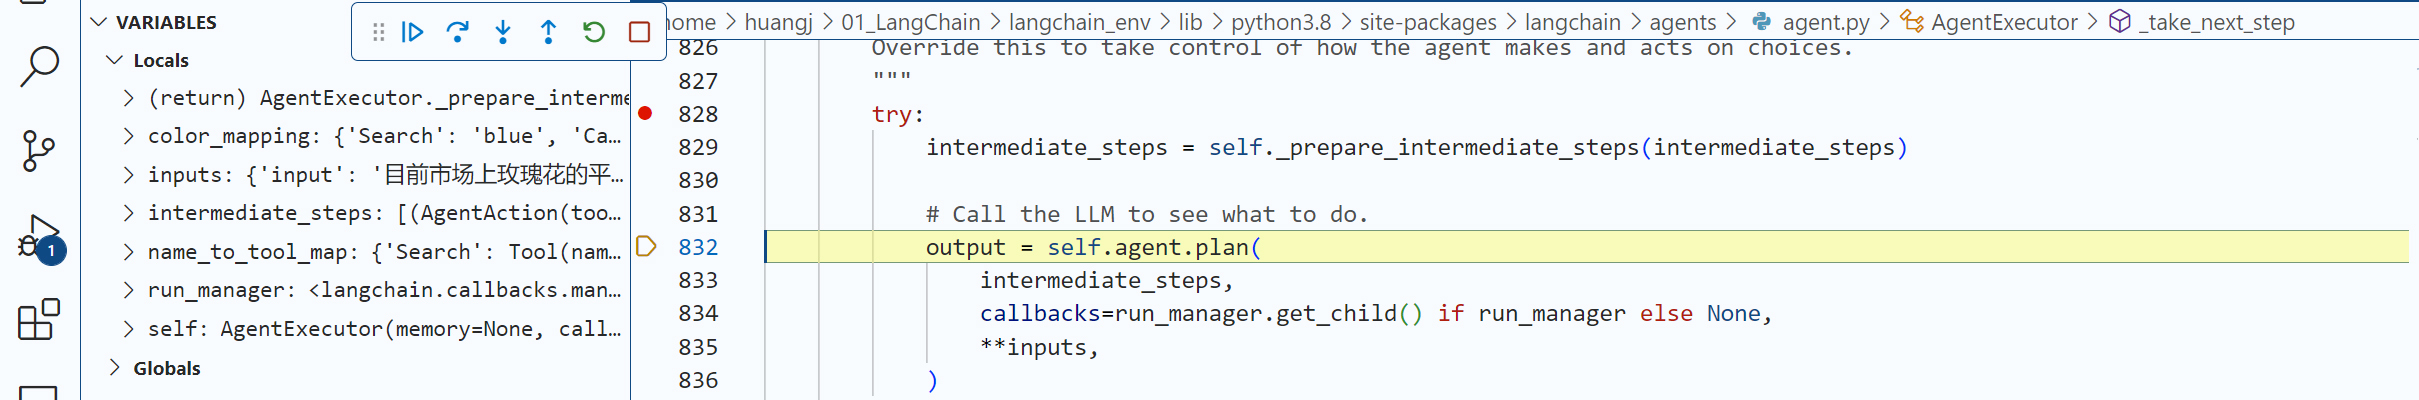 VARIABLES
Locals
(return) AgentExecutor._prepare_interme
color_mapping: {'Search': 'blue', 'Ca...
inputs: {'input': '目前市场上玫瑰花的平...
intermediate_steps: [(AgentAction(too...
name_to_tool_map: {'Search': Tool(nam...
run_manager: <langchain.callbacks.man...
self: AgentExecutor(memory=None, call...
Globals
1
home > huangj > 01_LangChain > langchain_env > lib > python3.8 > site-packages > langchain > agents > agent.py > AgentExecutor > _take_next_step
826 Override this to take control of how the agent makes and acts on choices.
827 """
828 try:
829 intermediate_steps = self._prepare_intermediate_steps(intermediate_steps)
830
831 # Call the LLM to see what to do.
832 output = self.agent.plan(
833 intermediate_steps,
834 callbacks=run_manager.get_child() if run_manager else None,
835 **inputs,
836 )